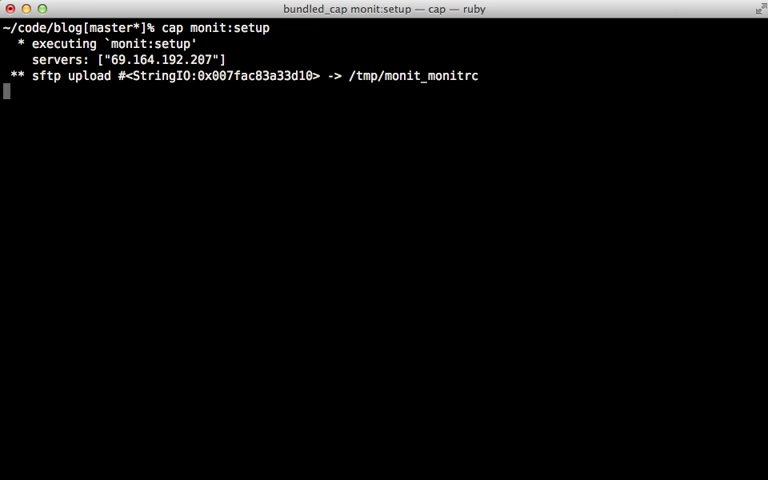 bundled_cap monit:setup — cap — ruby
~/code/blog[master*]% cap monit:setup
* executing `monit:setup'
servers: ["69.164.192.207"]
** sftp upload #<StringIO:0x007fac83a33d10> -> /tmp/monit_monitrc